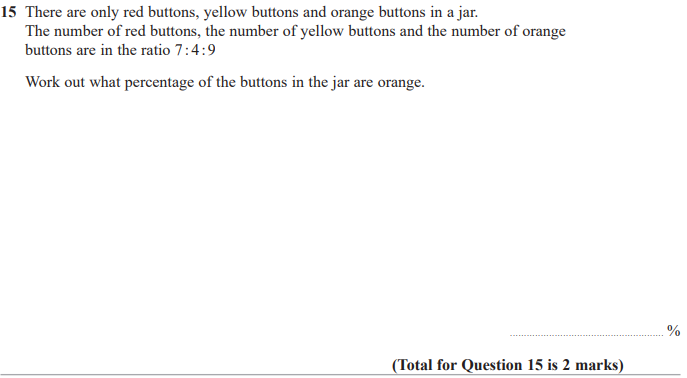 15 There are only red buttons, yellow buttons and orange buttons in a jar.
The number of red buttons, the number of yellow buttons and the number of orange
buttons are in the ratio 7:4:9
Work out what percentage of the buttons in the jar are orange.
%
(Total for Question 15 is 2 marks)